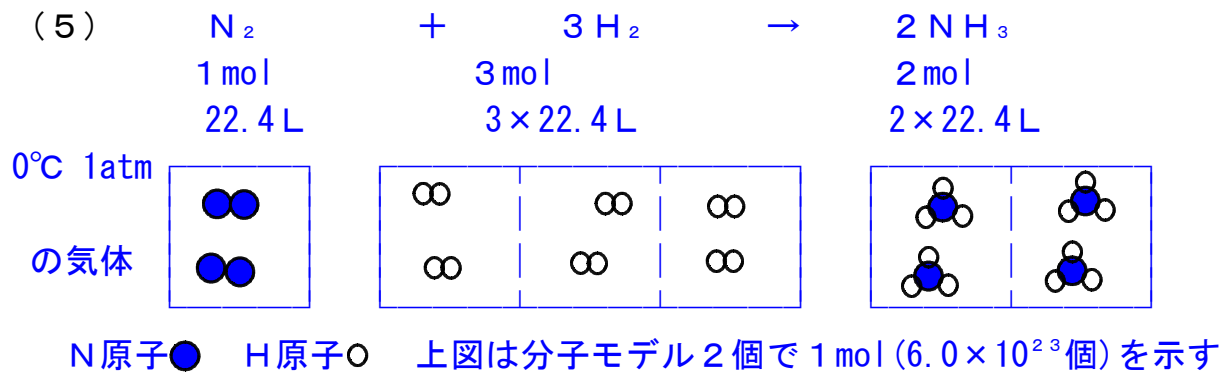 （５） Ｎ₂ ＋ ３Ｈ₂ → ２ＮＨ₃
１mol ３mol ２mol
22.4Ｌ ３×22.4Ｌ ２×22.4Ｌ
0℃ 1atm
の気体
Ｎ原子 Ｈ原子 上図は分子モデル２個で１mol(6.0×10²³個)を示す